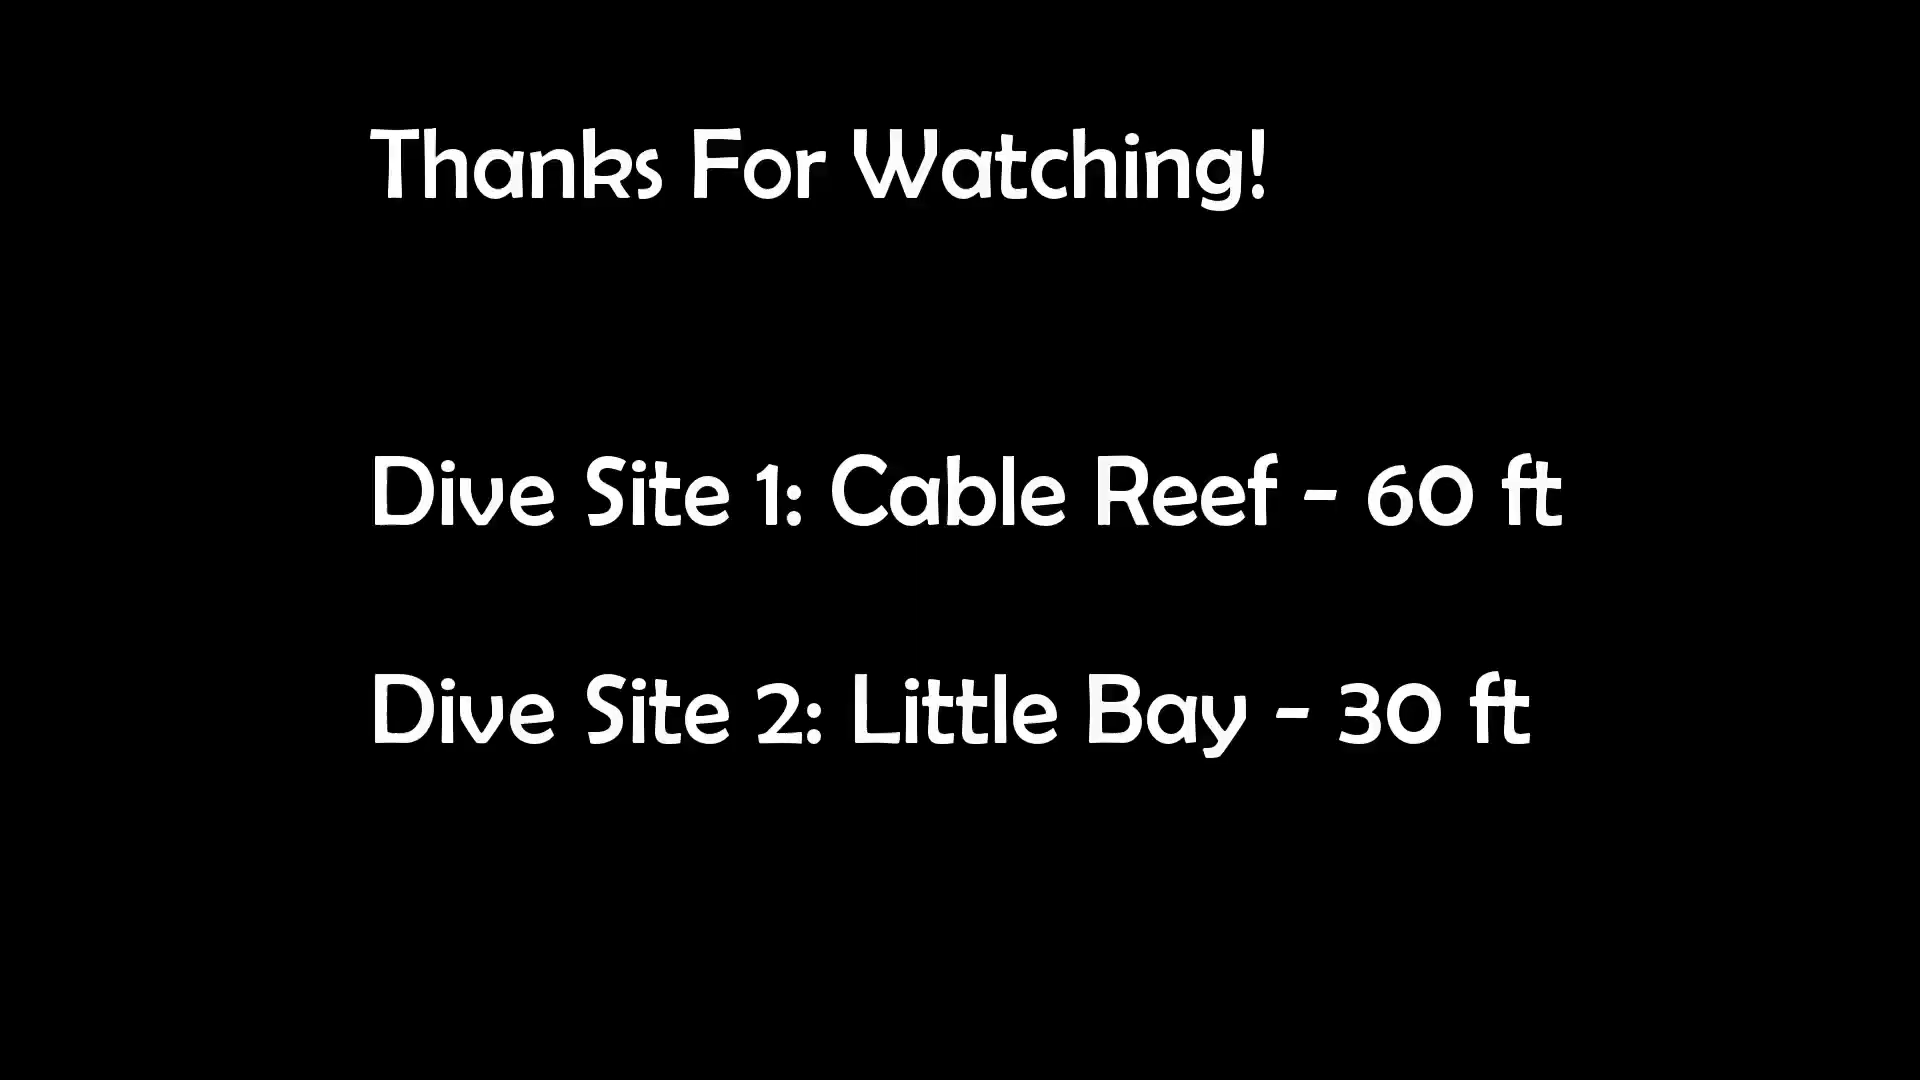 Thanks For Watching!
Dive Site 1: Cable Reef - 60 ft
Dive Site 2: Little Bay - 30 ft